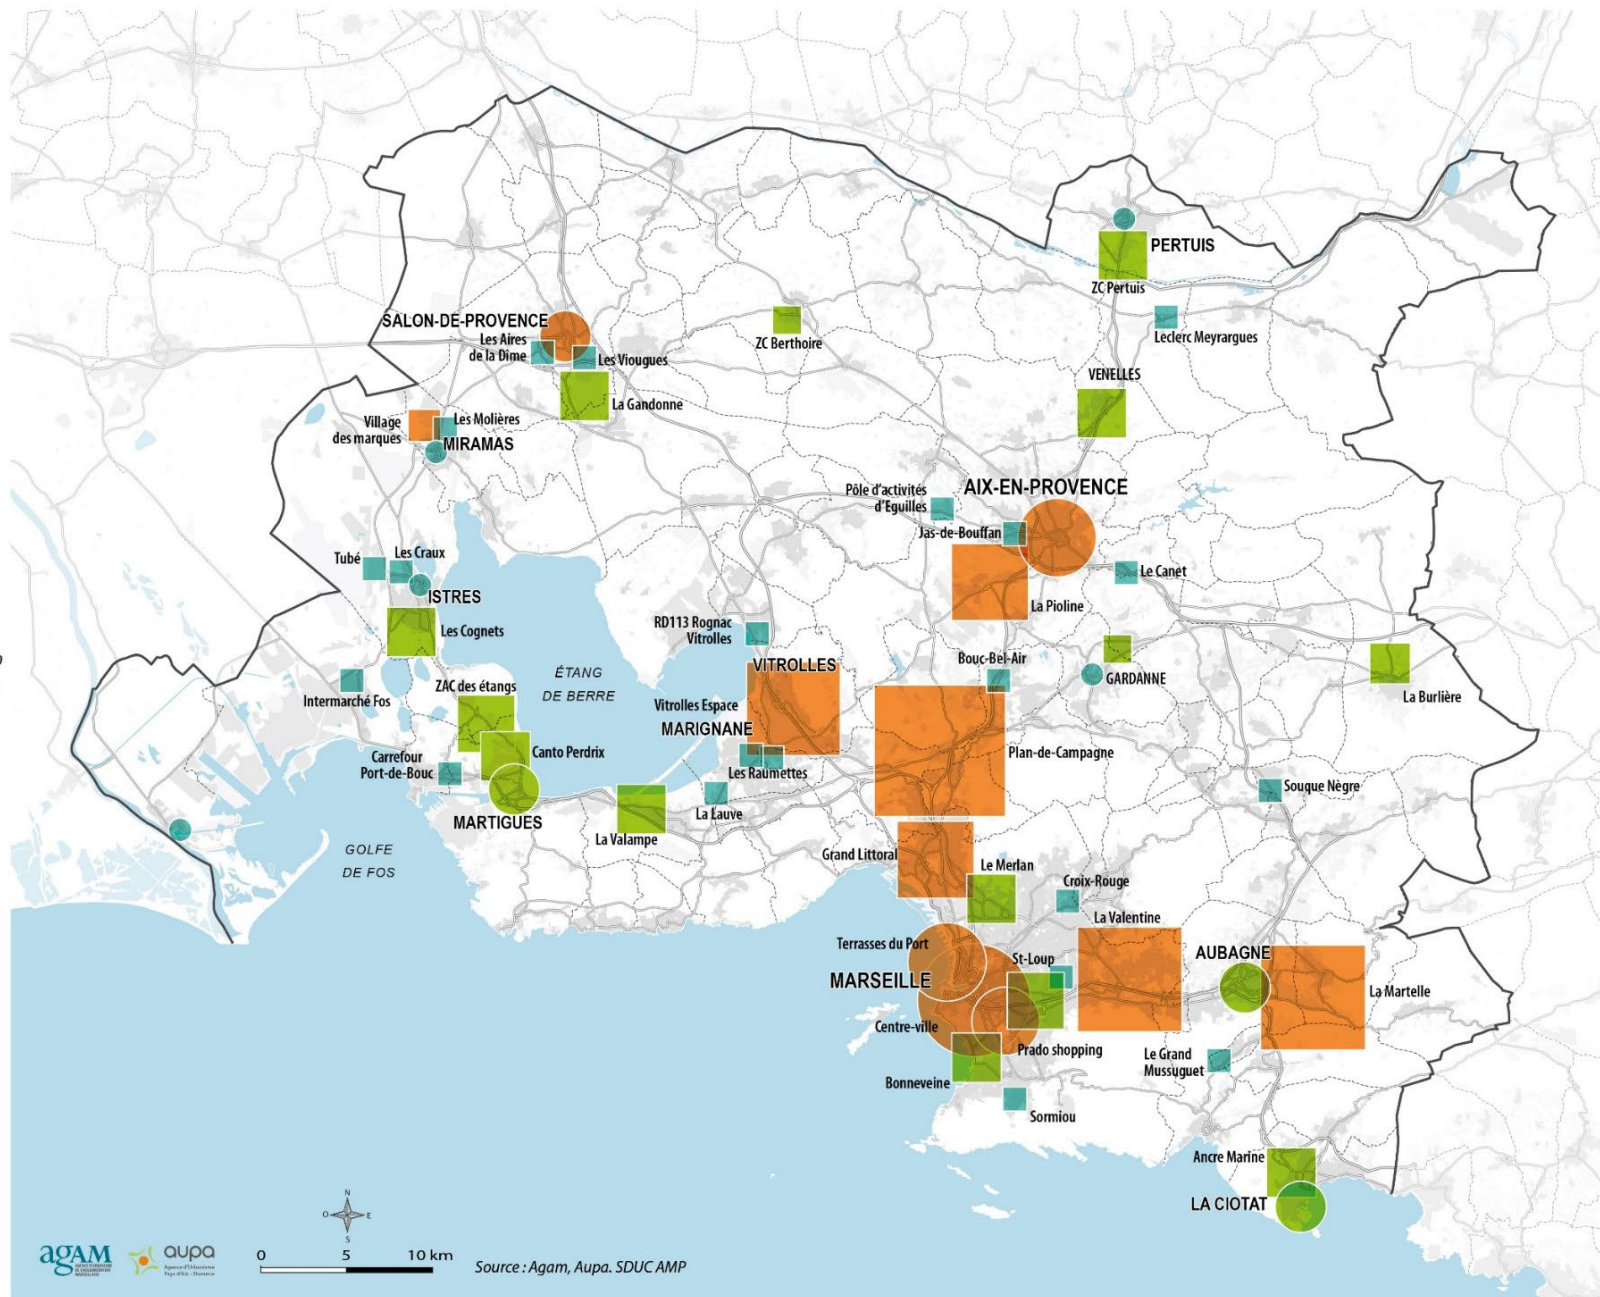 PERTUIS
ZC Pertuis
Leclerc Meyrargues
SALON-DE-PROVENCE
Les Aires
de la Dîme
Les Viougues
La Gandonne
ZC Berthoire
VENELLES
Village
des marques
Les Molières
MIRAMAS
Pôle d'activités
d'Eguilles
AIX-EN-PROVENCE
Jas-de-Bouffan
Le Canet
La Pioline
Tubé
Les Craux
ISTRES
Les Cognets
RD113 Rognac
Vitrolles
VITROLLES
Bouc-Bel-Air
GARDANNE
La Burlière
Intermarché Fos
ZAC des étangs
ÉTANG
DE BERRE
Vitrolles Espace
MARIGNANE
Canto Perdrix
Carrefour
Port-de-Bouc
Les Raumettes
Plan-de-Campagne
Souque Nègre
MARTIGUES
La Valampe
La Lauve
GOLFE
DE FOS
Grand Littoral
Le Merlan
Croix-Rouge
La Valentine
Terrasses du Port
MARSEILLE
St-Loup
AUBAGNE
La Martelle
Centre-ville
Prado shopping
Bonneveine
Le Grand
Mussuguet
Sormiou
Ancre Marine
LA CIOTAT
N
O
E
S
agAM
aupa
Agence d'Urbanisme
Pays d'Aix - Durance
0
5
10 km
Source : Agam, Aupa. SDUC AMP